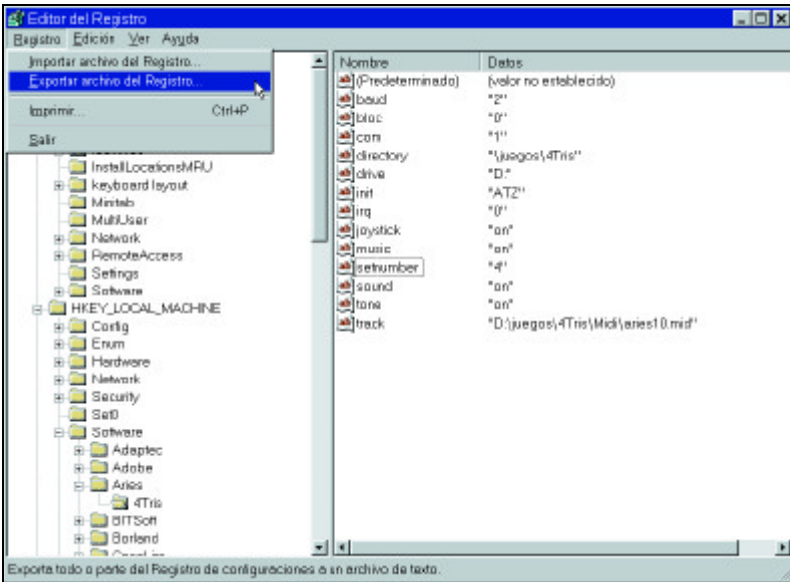 Editor del Registro
Registro Edición Ver Ayuda
Importar archivo del Registro...
Exportar archivo del Registro...
Imprimir... Ctrl+P
Salir
InstallLocationsMRU
keyboard layout
Minitab
MultiUser
Network
RemoteAccess
Settings
Software
HKEY_LOCAL_MACHINE
Config
Enum
Hardware
Network
Security
Set0
Software
Adaptec
Adobe
Aries
4Tris
BITSoft
Borland
Nombre Datos
(Predeterminado) (valor no establecido)
baud "2"
bloc "0"
com "1"
directory "\juegos\4Tris"
drive "D:"
init "ATZ"
irq "0"
joystick "on"
music "on"
setnumber "4"
sound "on"
tone "on"
track "D:\juegos\4Tris\Midi\aries10.mid"
Exporta todo o parte del Registro de configuraciones a un archivo de texto.